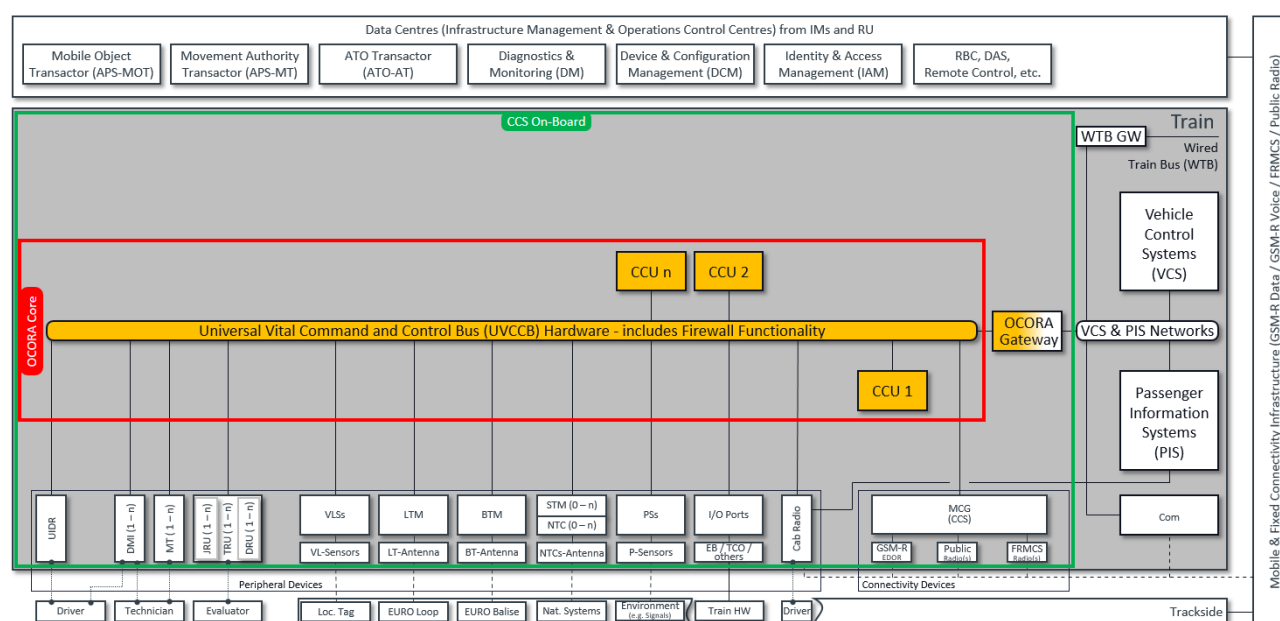 Data Centres (Infrastructure Management & Operations Control Centres) from IMs and RU
Mobile Object
Transactor (APS-MOT)
Movement Authority
Transactor (APS-MT)
ATO Transactor
(ATO-AT)
Diagnostics &
Monitoring (DM)
Device & Configuration
Management (DCM)
Identity & Access
Management (IAM)
RBC, DAS,
Remote Control, etc.
Mobile & Fixed Connectivity Infrastructure (GSM-R Data / GSM-R Voice / FRMCS / Public Radio)
CCS On-Board
Train
WTB GW
Wired
Train Bus (WTB)
Vehicle
Control
Systems
(VCS)
OCORA Core
CCU n
CCU 2
Universal Vital Command and Control Bus (UVCCB) Hardware - includes Firewall Functionality
OCORA
Gateway
VCS & PIS Networks
CCU 1
Passenger
Information
Systems
(PIS)
UIDR
DMI (1 – n)
MT (1 – n)
JRU (1 – n)
TRU (1 – n)
DRU (1 – n)
VLSs
VL-Sensors
LTM
LT-Antenna
BTM
BT-Antenna
STM (0 – n)
NTC (0 – n)
NTCs-Antenna
PSs
P-Sensors
I/O Ports
EB / TCO /
others
Cab Radio
MCG
(CCS)
GSM-R
EDOR
Public
Radio(s)
FRMCS
Radio(s)
Com
Peripheral Devices
Connectivity Devices
Driver
Technician
Evaluator
Loc. Tag
EURO Loop
EURO Balise
Nat. Systems
Environment
(e.g. Signals)
Train HW
Driver
Trackside